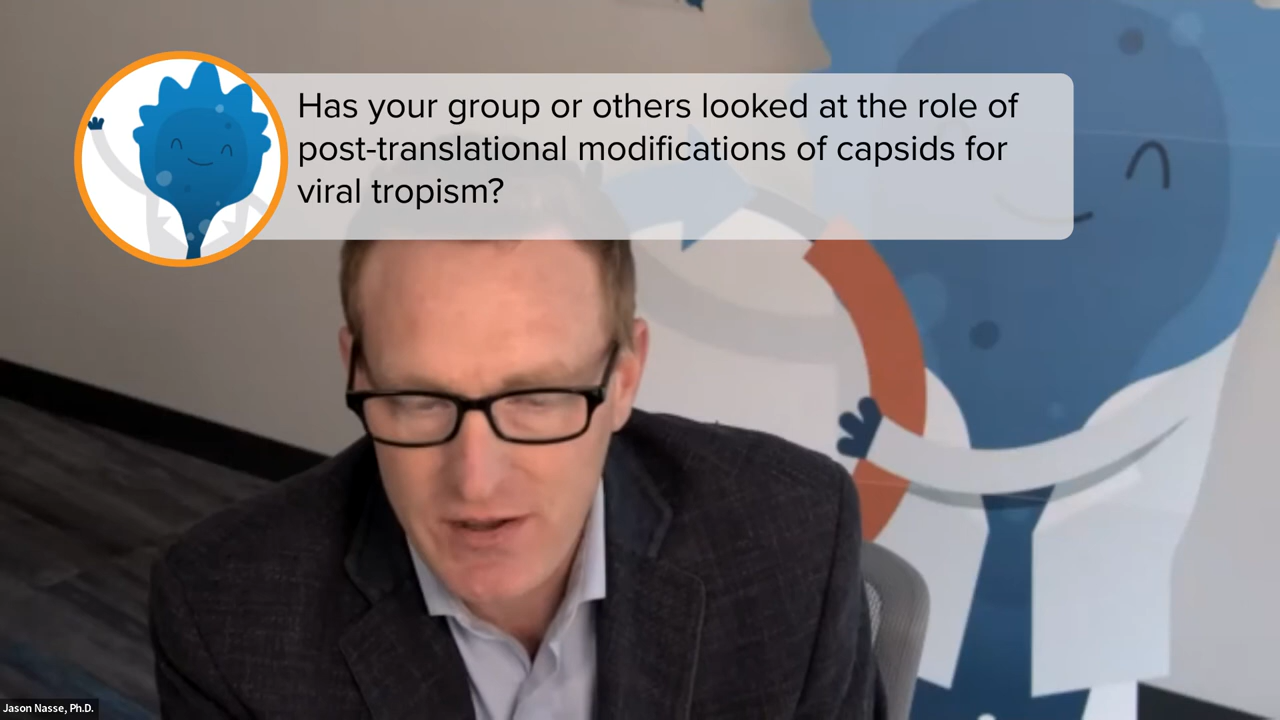 Has your group or others looked at the role of
post-translational modifications of capsids for
viral tropism?
Jason Nasse, Ph.D.